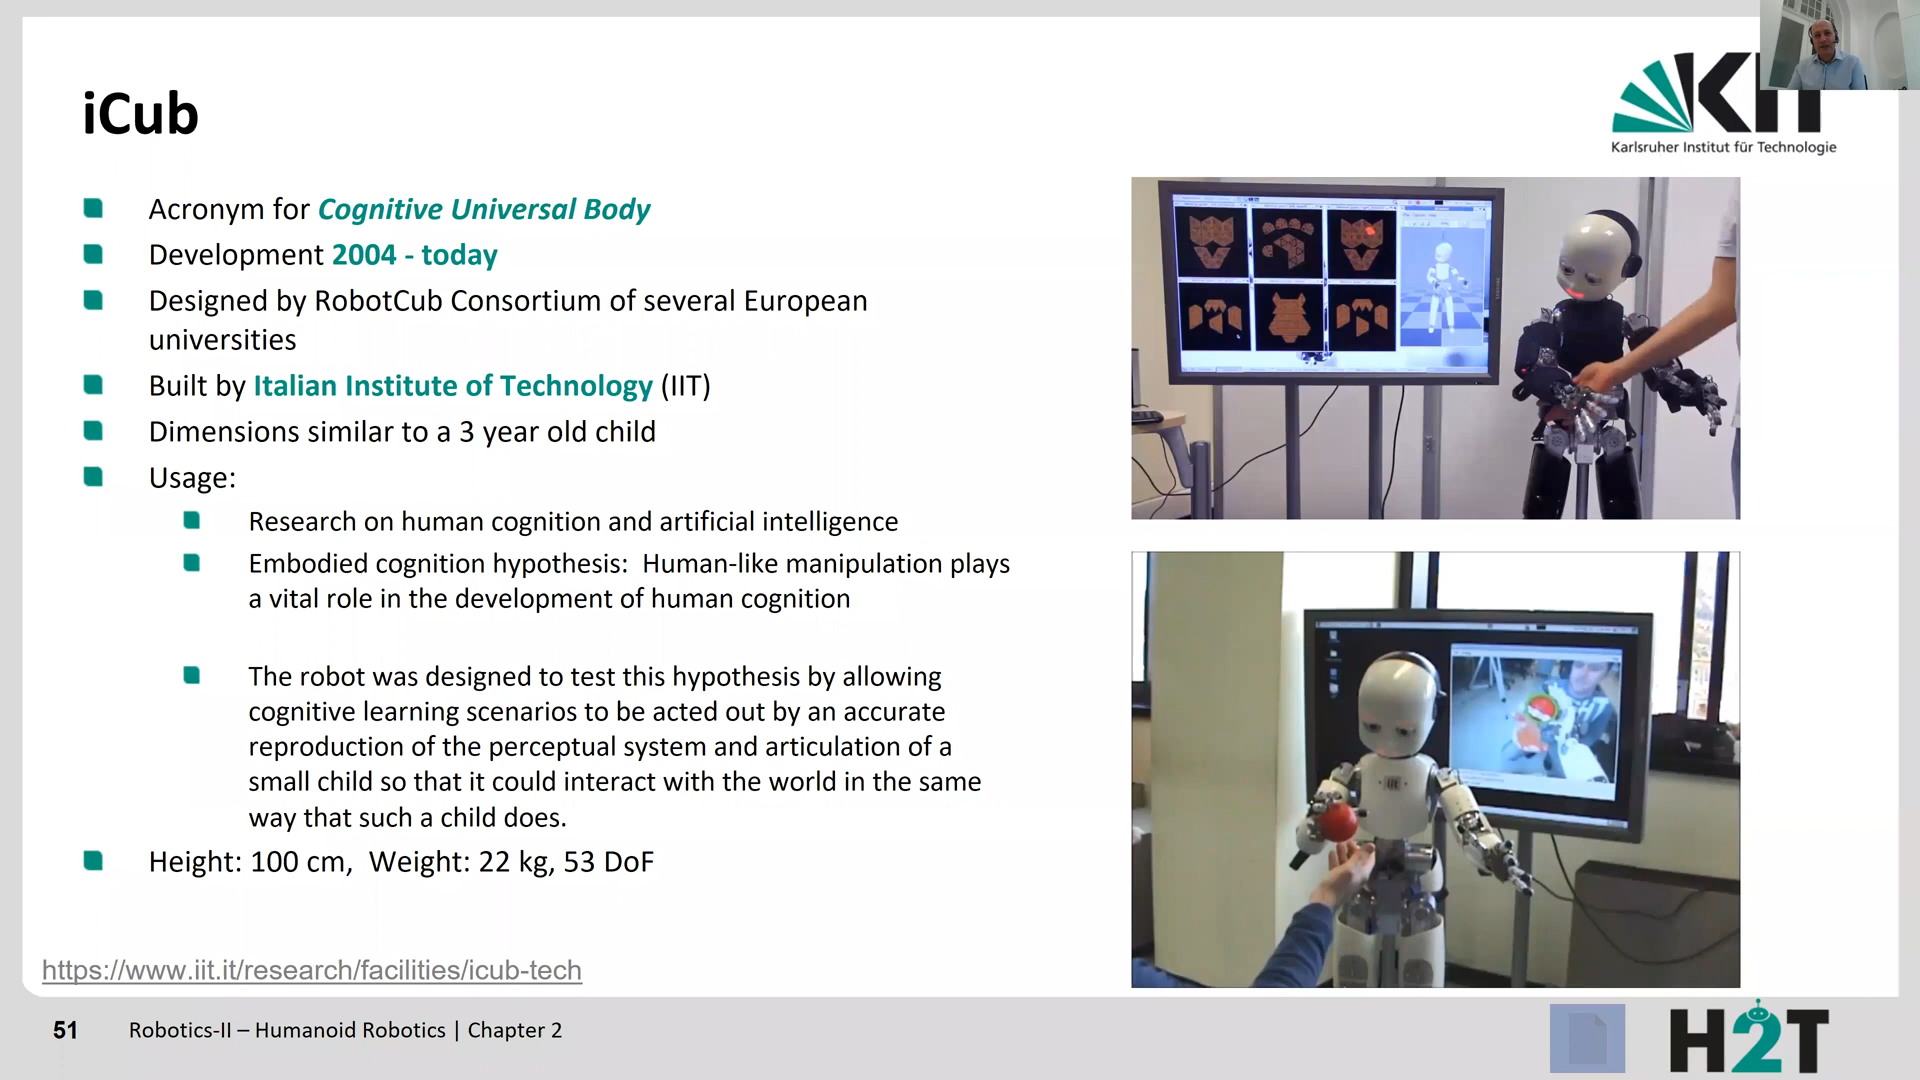 iCub
KIT
Karlsruher Institut für Technologie
Acronym for Cognitive Universal Body
Development 2004 - today
Designed by RobotCub Consortium of several European
universities
Built by Italian Institute of Technology (IIT)
Dimensions similar to a 3 year old child
Usage:
Research on human cognition and artificial intelligence
Embodied cognition hypothesis:  Human-like manipulation plays
a vital role in the development of human cognition
The robot was designed to test this hypothesis by allowing
cognitive learning scenarios to be acted out by an accurate
reproduction of the perceptual system and articulation of a
small child so that it could interact with the world in the same
way that such a child does.
Height: 100 cm,  Weight: 22 kg, 53 DoF
https://www.iit.it/research/facilities/icub-tech
51
Robotics-II – Humanoid Robotics | Chapter 2
H2T